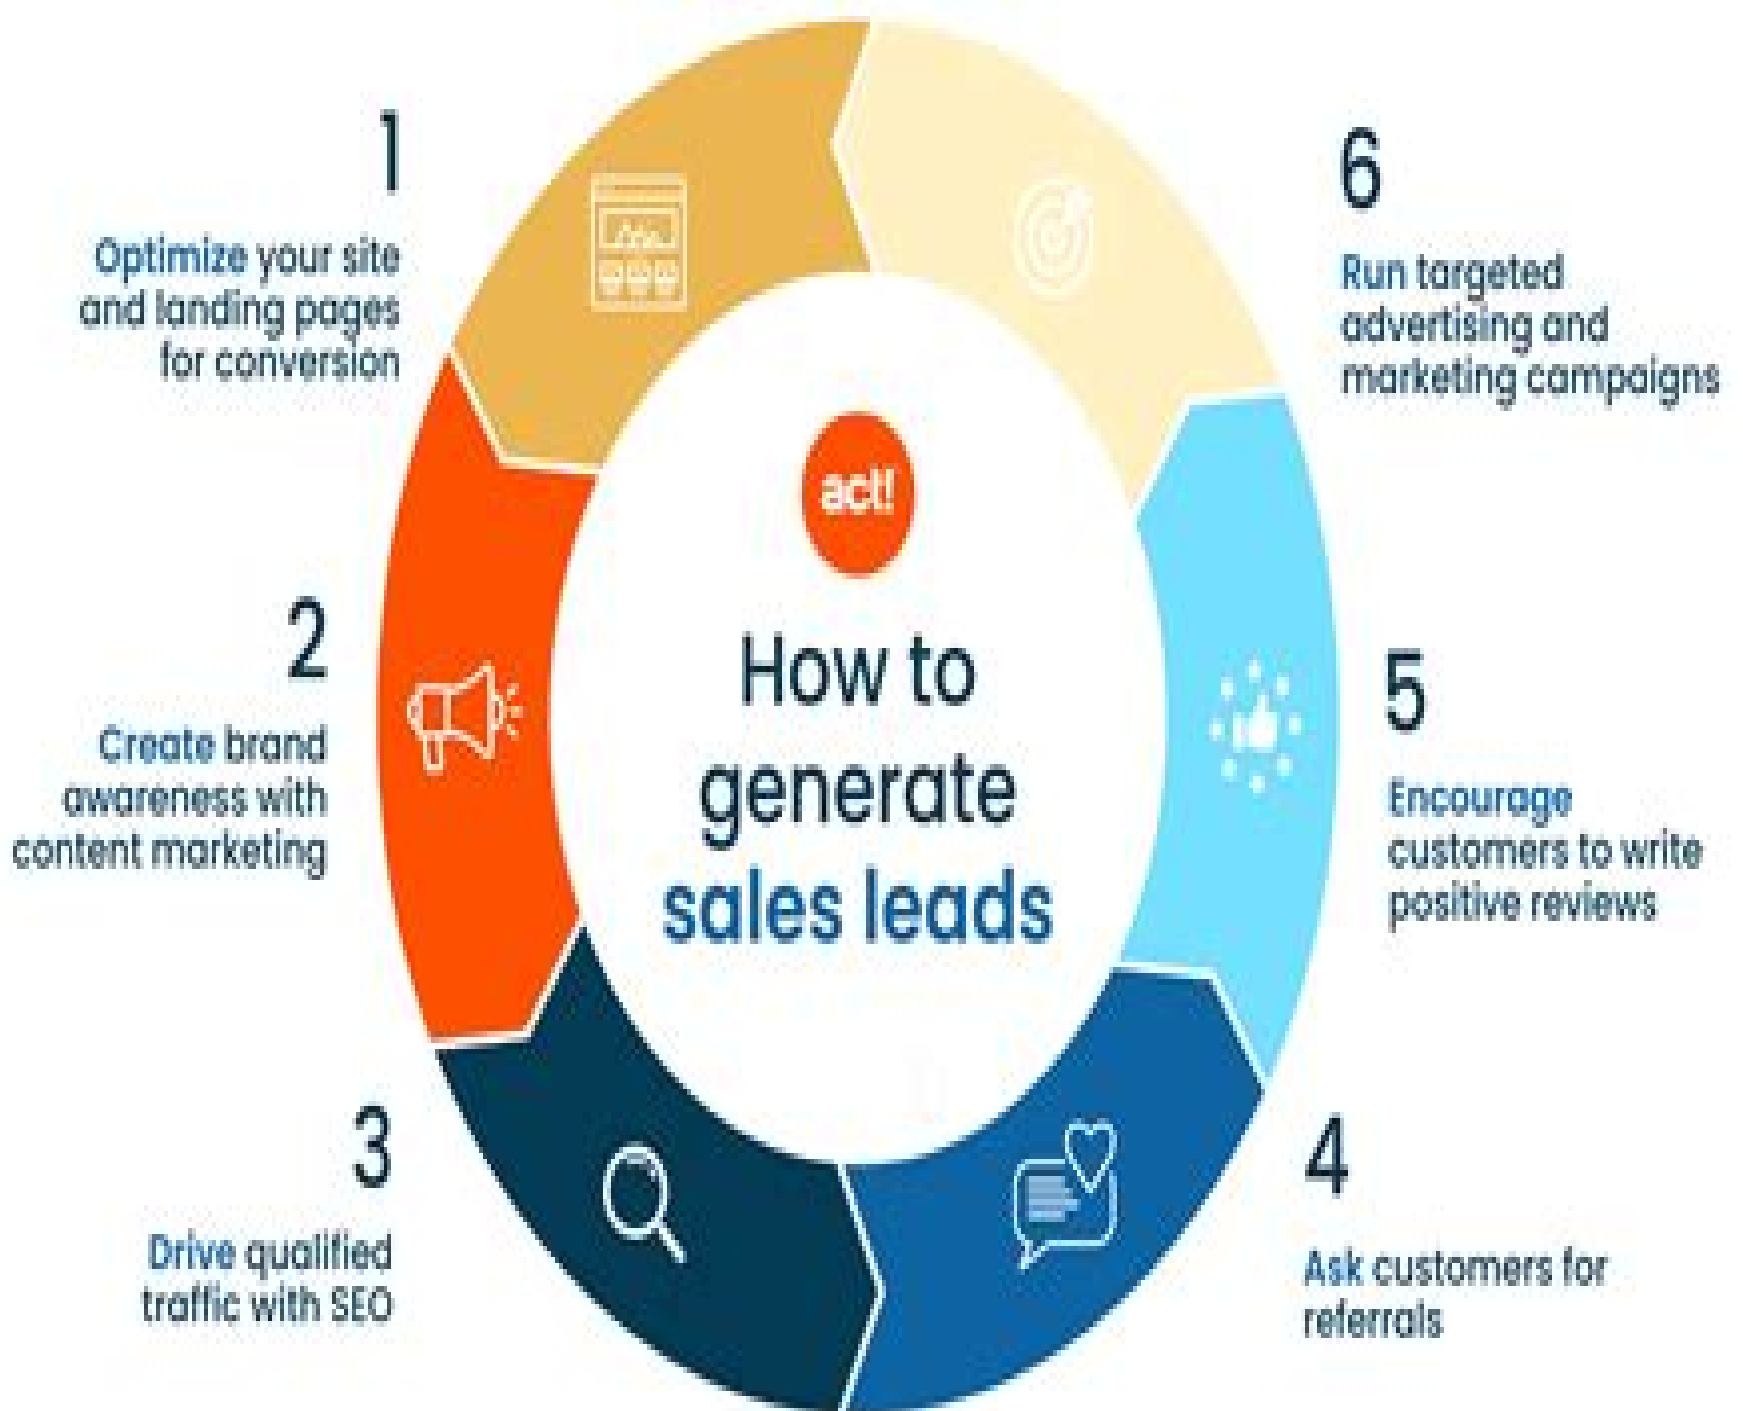 act!
How to
generate
sales leads
1
Optimize your site
and landing pages
for conversion
2
Create brand
awareness with
content marketing
3
Drive qualified
traffic with SEO
4
Ask customers for
referrals
5
Encourage
customers to write
positive reviews
6
Run targeted
advertising and
marketing campaigns